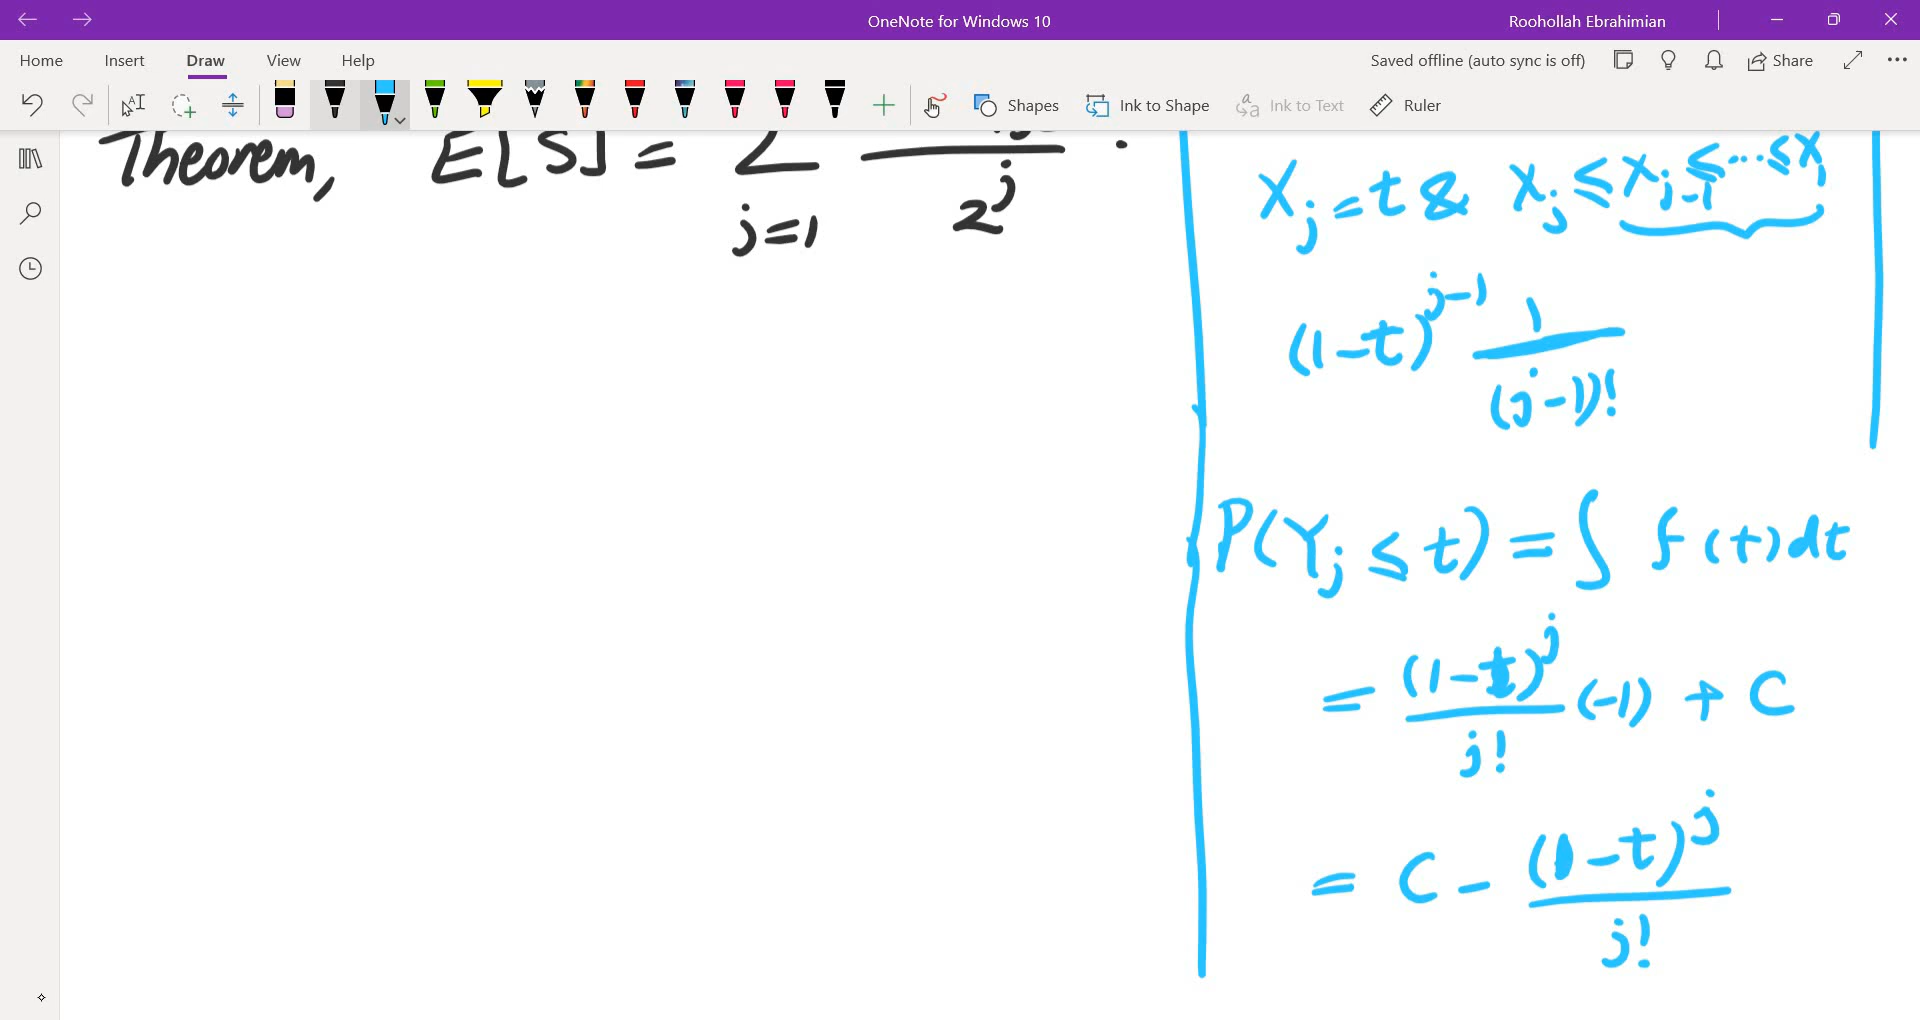 OneNote for Windows 10
Roohollah Ebrahimian
Home Insert Draw View Help
Saved offline (auto sync is off) Share
Shapes Ink to Shape Ink to Text Ruler
Theorem, E[S] = ∑_{j=1} —/2^j .
X_j = t & X_j ≤ X_{j-1} ≤ ... ≤ X_1
(1-t)^{j-1} 1/(j-1)!
P(Y_j ≤ t) = ∫ f(t)dt
= (1-t)^j/j! (-1) + C
= C - (1-t)^j/j!